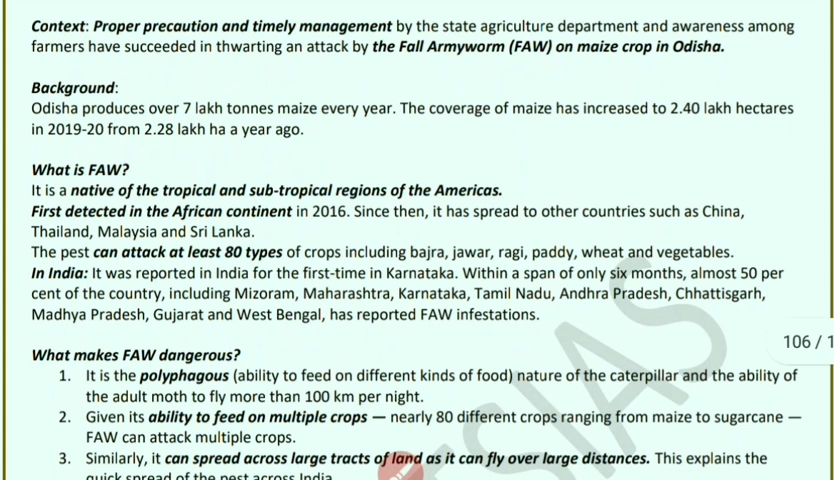 Context: Proper precaution and timely management by the state agriculture department and awareness among
farmers have succeeded in thwarting an attack by the Fall Armyworm (FAW) on maize crop in Odisha.
Background:
Odisha produces over 7 lakh tonnes maize every year. The coverage of maize has increased to 2.40 lakh hectares
in 2019-20 from 2.28 lakh ha a year ago.
What is FAW?
It is a native of the tropical and sub-tropical regions of the Americas.
First detected in the African continent in 2016. Since then, it has spread to other countries such as China,
Thailand, Malaysia and Sri Lanka.
The pest can attack at least 80 types of crops including bajra, jawar, ragi, paddy, wheat and vegetables.
In India: It was reported in India for the first-time in Karnataka. Within a span of only six months, almost 50 per
cent of the country, including Mizoram, Maharashtra, Karnataka, Tamil Nadu, Andhra Pradesh, Chhattisgarh,
Madhya Pradesh, Gujarat and West Bengal, has reported FAW infestations.
106 / 1
What makes FAW dangerous?
1. It is the polyphagous (ability to feed on different kinds of food) nature of the caterpillar and the ability of
the adult moth to fly more than 100 km per night.
2. Given its ability to feed on multiple crops — nearly 80 different crops ranging from maize to sugarcane —
FAW can attack multiple crops.
3. Similarly, it can spread across large tracts of land as it can fly over large distances. This explains the
quick spread of the pest across India
TSIAS